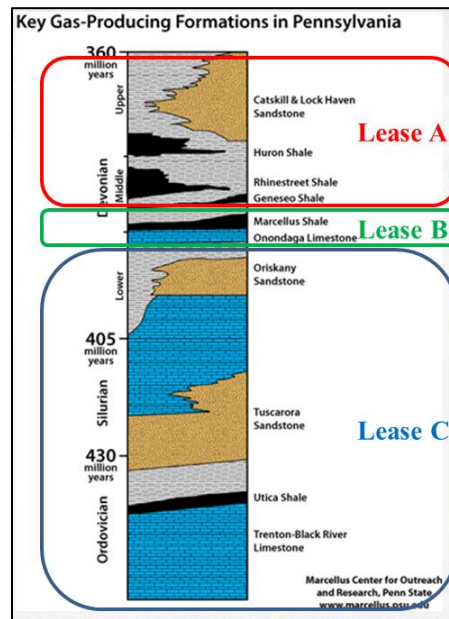 Key Gas-Producing Formations in Pennsylvania
360
million
years
Upper
Catskill & Lock Haven
Sandstone
Lease A
Huron Shale
Devonian
Middle
Rhinestreet Shale
Geneseo Shale
Marcellus Shale
Lease B
Onondaga Limestone
Lower
Oriskany
Sandstone
405
million
years
Silurian
Tuscarora
Sandstone
Lease C
430
million
years
Ordovician
Utica Shale
Trenton-Black River
Limestone
Marcellus Center for Outreach
and Research, Penn State
www.marcellus.psu.edu